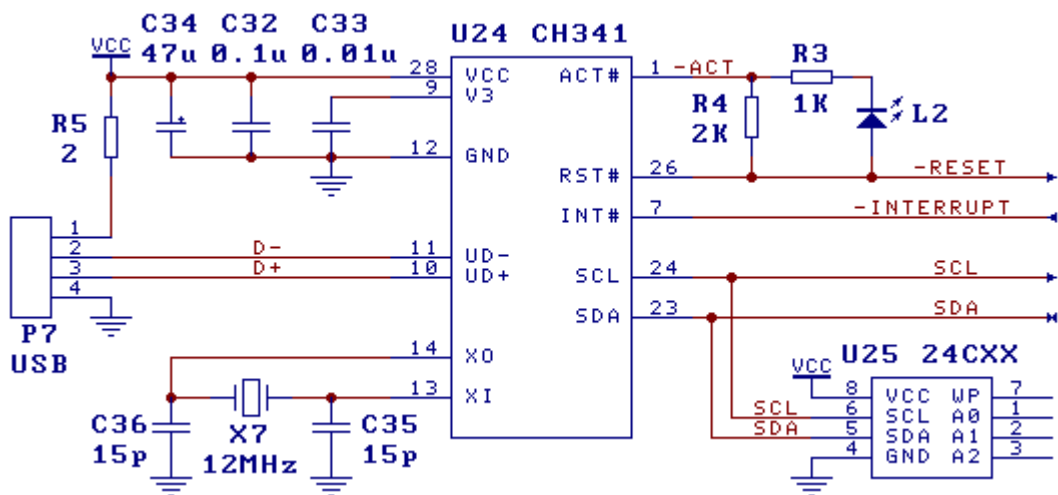 C34 C32 C33
VCC 47u 0.1u 0.01u
U24 CH341
R5
2
28 VCC
9 V3
12 GND
11 UD-
10 UD+
14 XO
13 XI
ACT# 1 -ACT
RST# 26 -RESET
INT# 7 -INTERRUPT
SCL 24 SCL
SDA 23 SDA
R3
1K
R4
2K
L2
1
2 D-
3 D+
4
P7
USB
C36
15p
X7
12MHz
C35
15p
U25 24CXX
VCC
8 VCC WP 7
SCL 6 SCL A0 1
SDA 5 SDA A1 2
4 GND A2 3